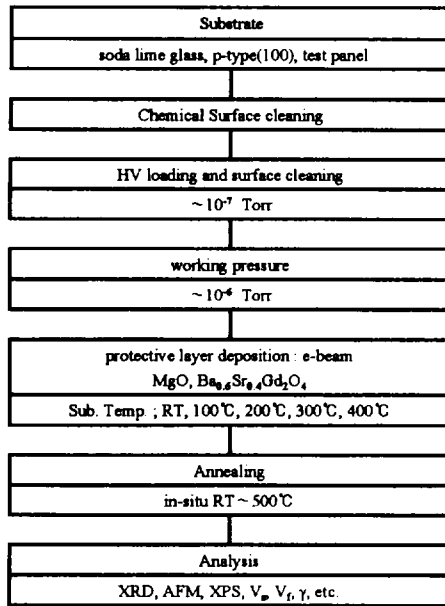 Substrate
soda lime glass, p-type(100), test panel
Chemical Surface cleaning
HV loading and surface cleaning
~10⁻⁷ Torr
working pressure
~10⁻⁶ Torr
protective layer deposition : e-beam
MgO, Ba₀.₆Sr₀.₄Gd₂O₄
Sub. Temp. ; RT, 100℃, 200℃, 300℃, 400℃
Annealing
in-situ RT ~ 500℃
Analysis
XRD, AFM, XPS, Vₛ, V_f, γ, etc.